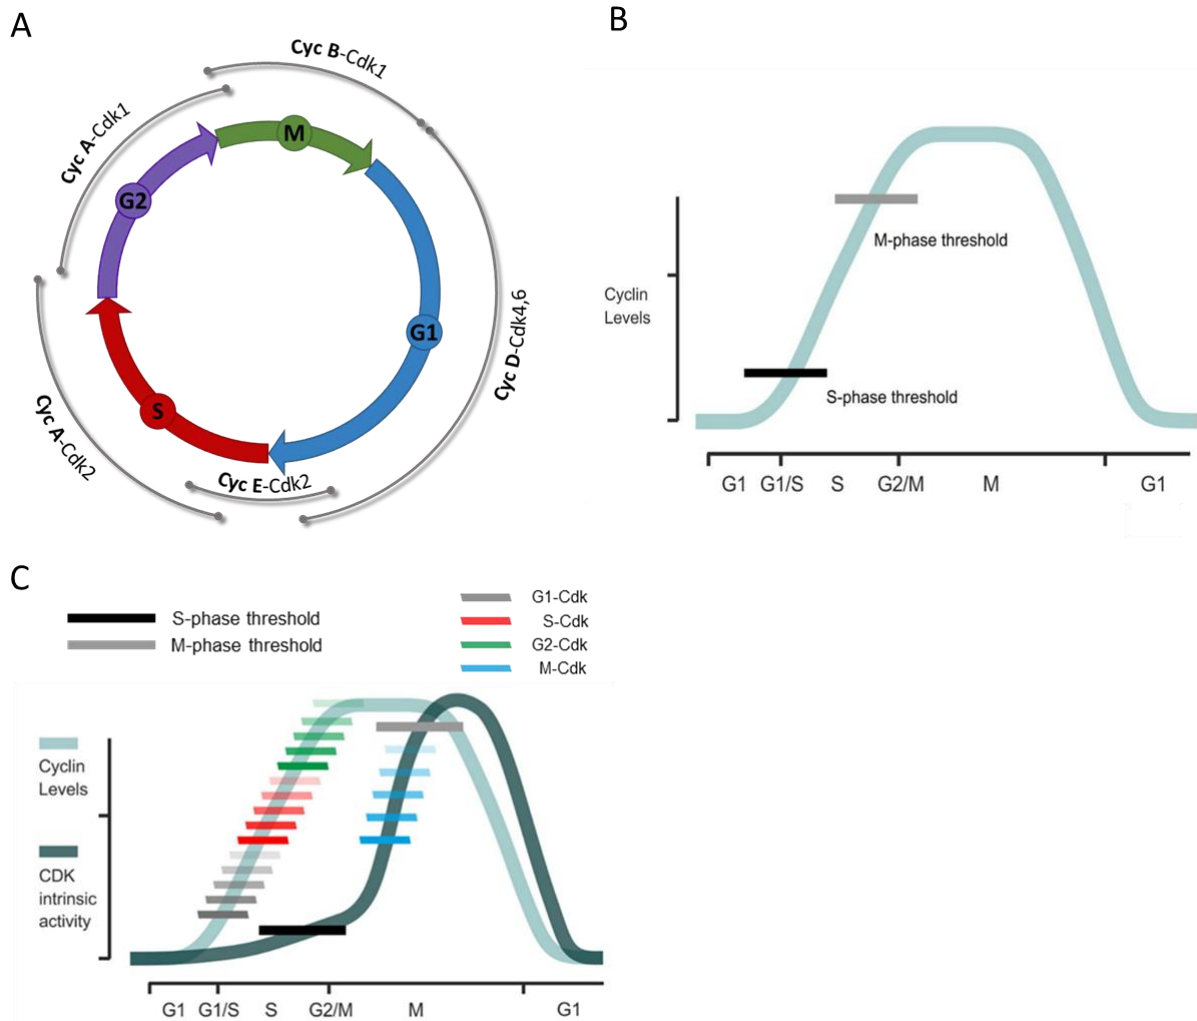 A
Cyc B-Cdk1
Cyc A-Cdk1
M
G2
G1
Cyc D-Cdk4,6
S
Cyc A-Cdk2
Cyc E-Cdk2
B
M-phase threshold
Cyclin
Levels
S-phase threshold
G1 G1/S S G2/M M G1
C
S-phase threshold
M-phase threshold
G1-Cdk
S-Cdk
G2-Cdk
M-Cdk
Cyclin
Levels
CDK
intrinsic
activity
G1 G1/S S G2/M M G1